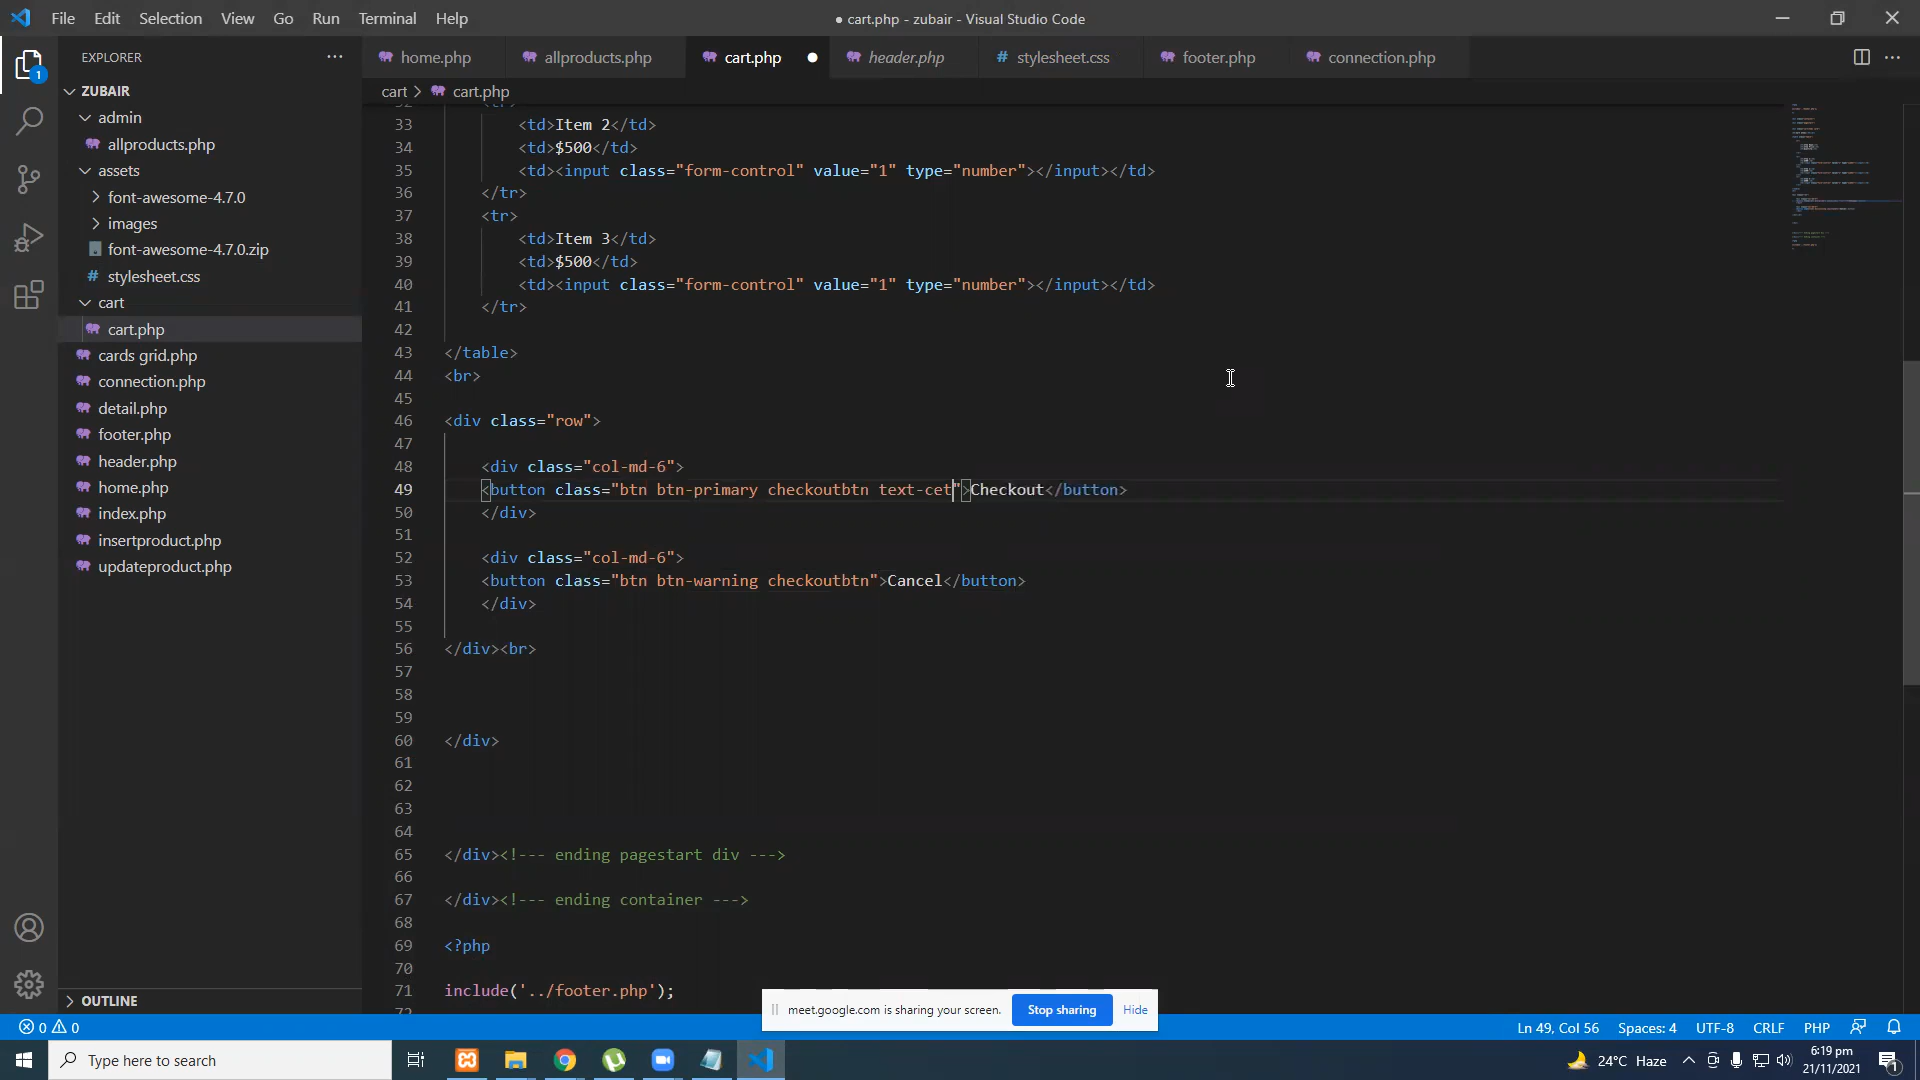 File Edit Selection View Go Run Terminal Help
● cart.php - zubair - Visual Studio Code
EXPLORER
home.php allproducts.php cart.php header.php # stylesheet.css footer.php connection.php
cart > cart.php
1
ZUBAIR
admin
allproducts.php
assets
font-awesome-4.7.0
images
font-awesome-4.7.0.zip
# stylesheet.css
cart
cart.php
cards grid.php
connection.php
detail.php
footer.php
header.php
home.php
index.php
insertproduct.php
updateproduct.php
OUTLINE
32 <tr>
33 <td>Item 2</td>
34 <td>$500</td>
35 <td><input class="form-control" value="1" type="number"></input></td>
36 </tr>
37 <tr>
38 <td>Item 3</td>
39 <td>$500</td>
40 <td><input class="form-control" value="1" type="number"></input></td>
41 </tr>
42
43 </table>
44 <br>
45
46 <div class="row">
47
48 <div class="col-md-6">
49 <button class="btn btn-primary checkoutbtn text-cet">Checkout</button>
50 </div>
51
52 <div class="col-md-6">
53 <button class="btn btn-warning checkoutbtn">Cancel</button>
54 </div>
55
56 </div><br>
57
58
59
60 </div>
61
62
63
64
65 </div><!--- ending pagestart div --->
66
67 </div><!--- ending container --->
68
69 <?php
70
71 include('../footer.php');
72
meet.google.com is sharing your screen. Stop sharing Hide
0 0 Ln 49, Col 56 Spaces: 4 UTF-8 CRLF PHP
Type here to search
24°C Haze
6:19 pm
21/11/2021
1